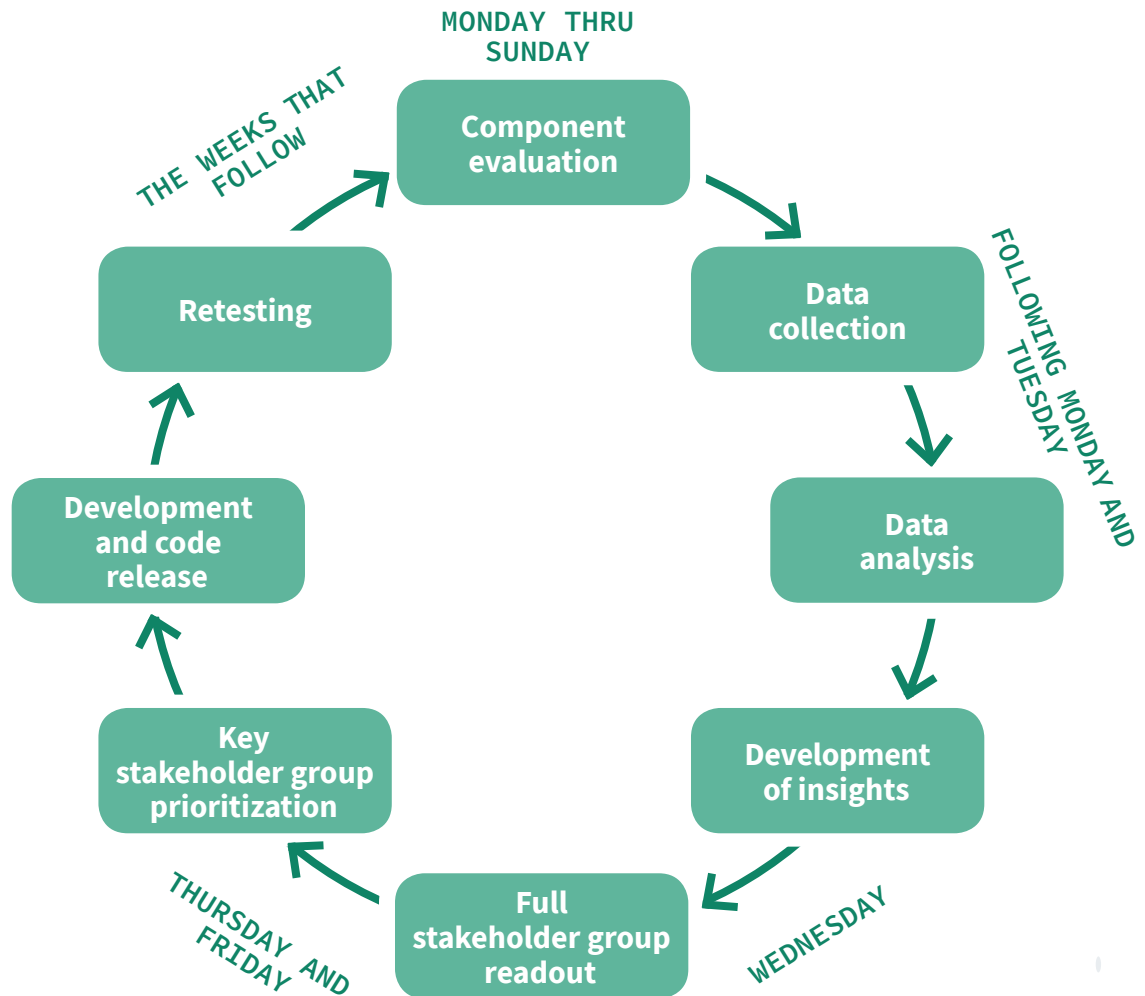 MONDAY THRU
SUNDAY
Component
evaluation
Data
collection
FOLLOWING MONDAY AND
TUESDAY
Data
analysis
Development
of insights
WEDNESDAY
Full
stakeholder group
readout
THURSDAY AND
FRIDAY
Key
stakeholder group
prioritization
Development
and code
release
Retesting
THE WEEKS THAT
FOLLOW